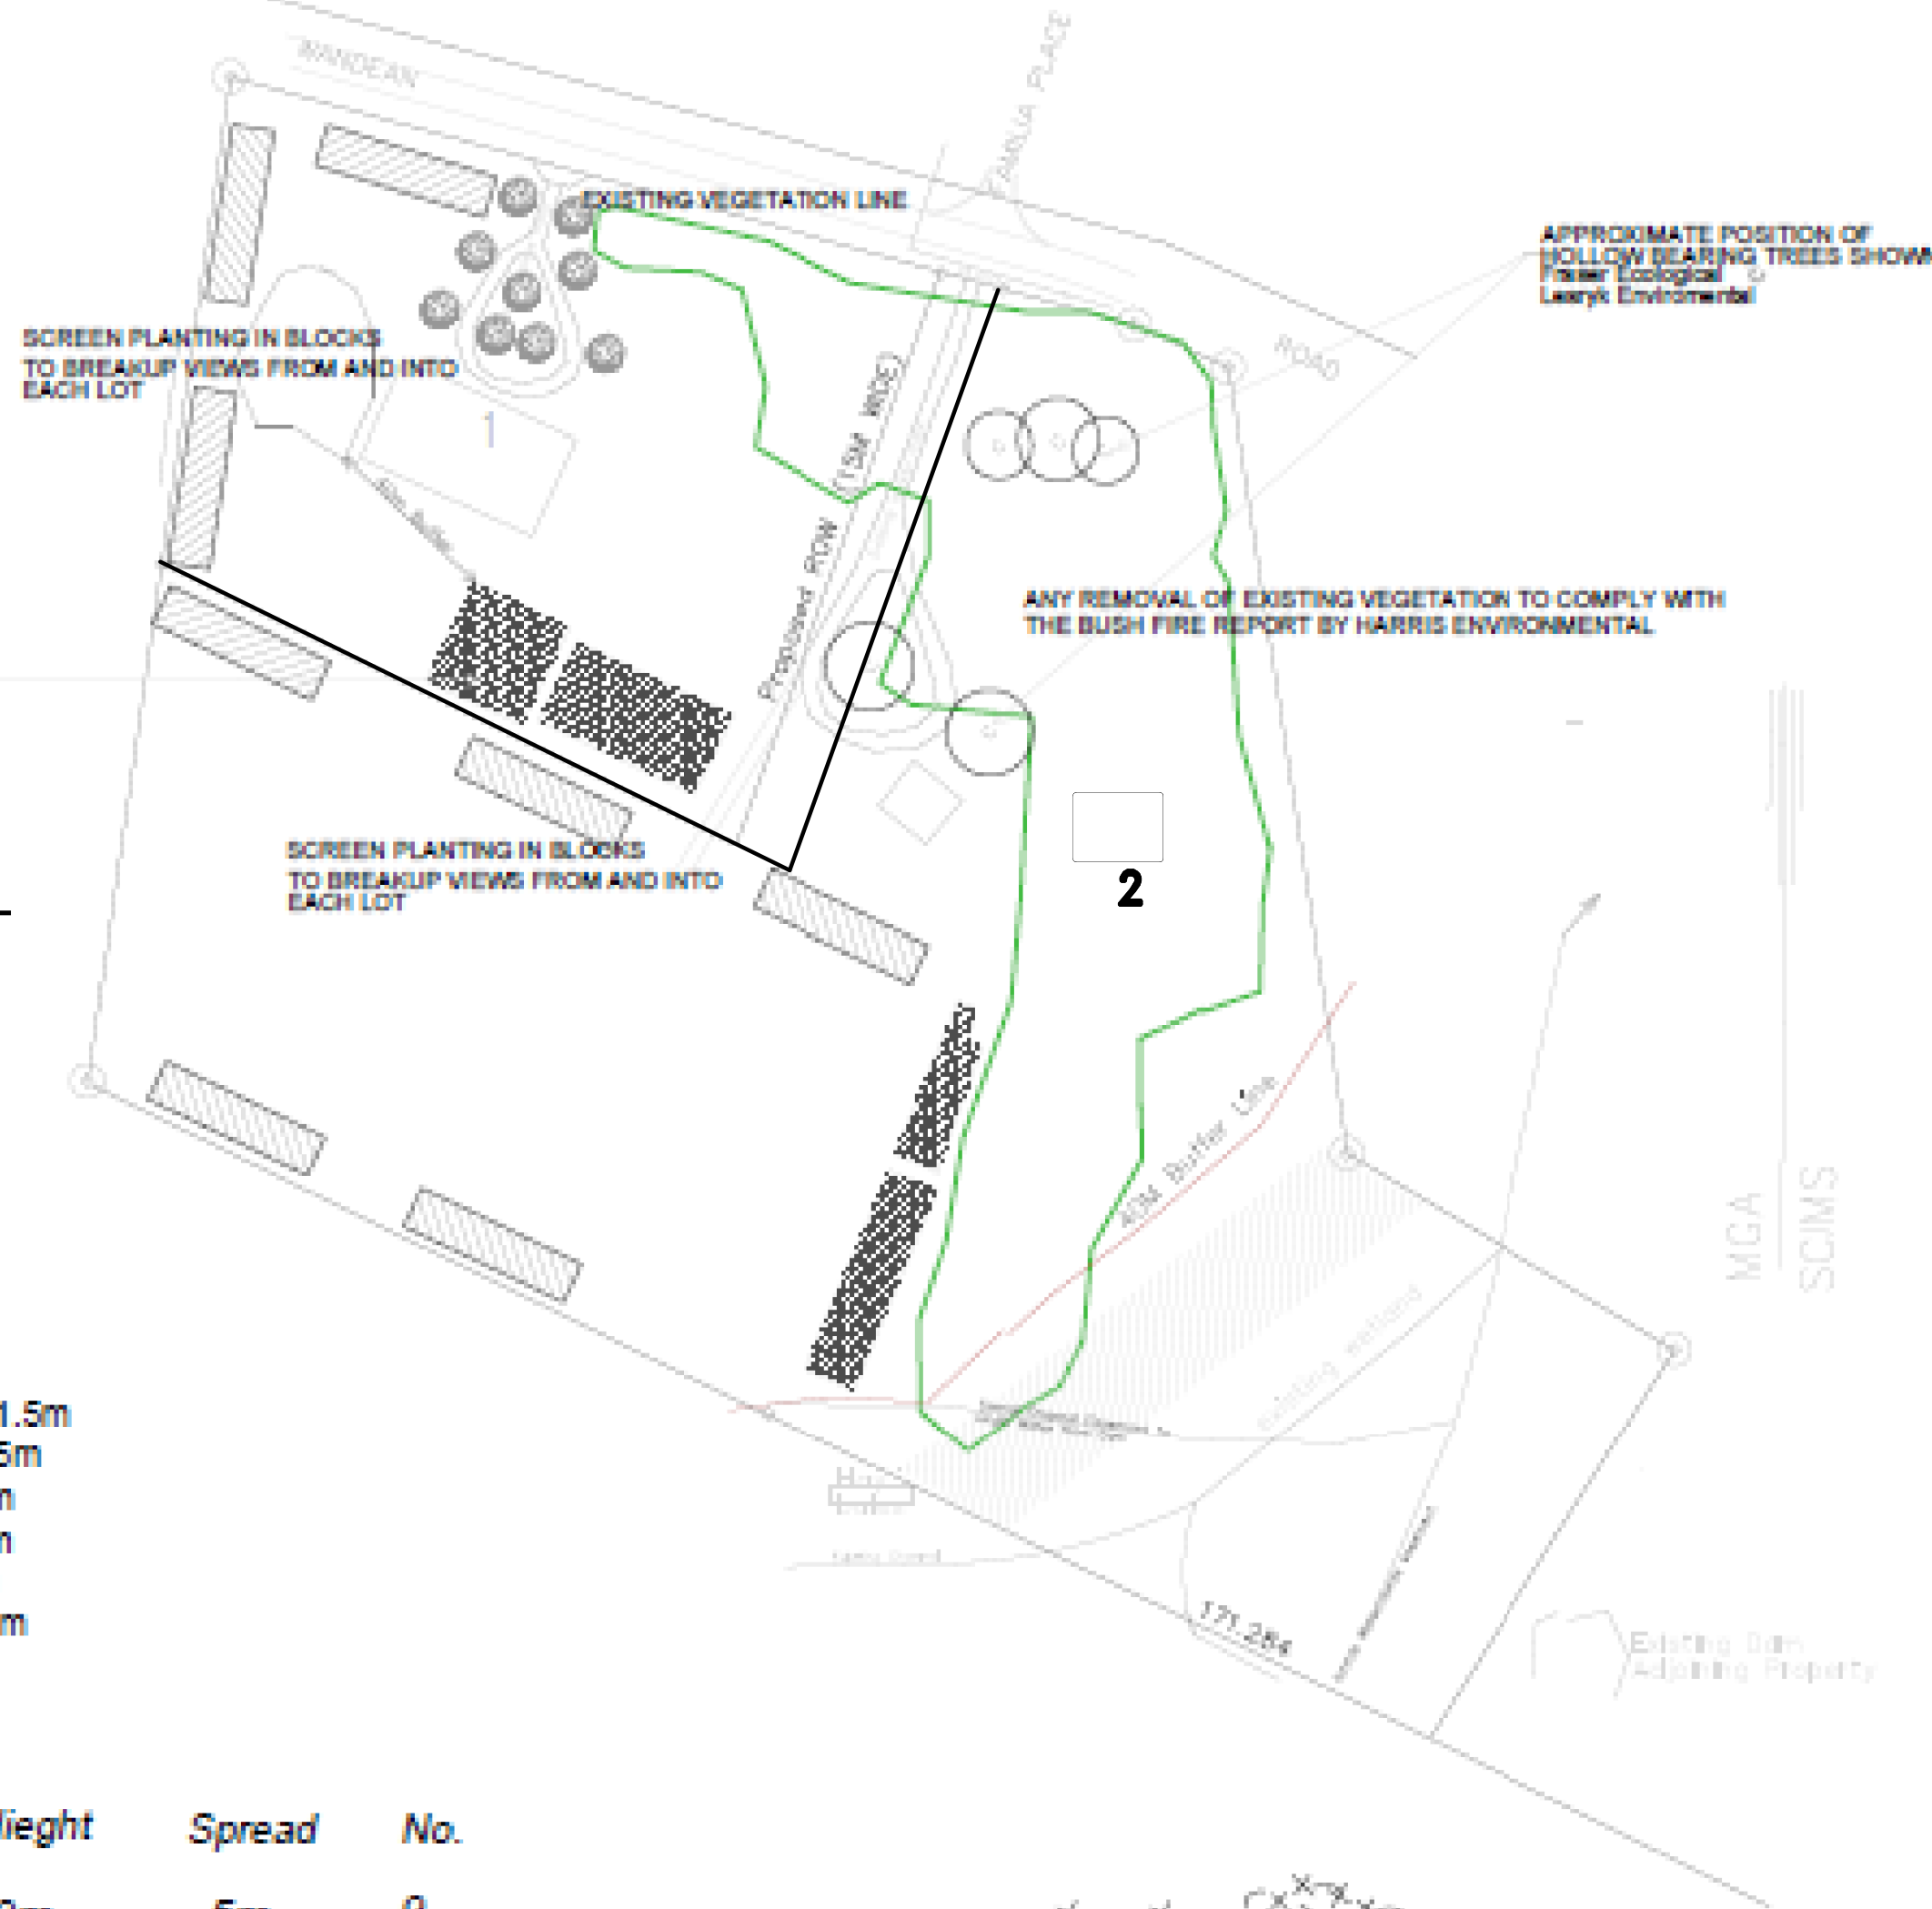 WANDEAN
PLACE
EXISTING VEGETATION LINE
APPROXIMATE POSITION OF
HOLLOW BEARING TREES SHOWN
Fraser Ecological
Learyk Enviromental
SCREEN PLANTING IN BLOCKS
TO BREAKUP VIEWS FROM AND INTO
EACH LOT
ROAD
1
Proposed ROW (15M WIDE)
ANY REMOVAL OF EXISTING VEGETATION TO COMPLY WITH
THE BUSH FIRE REPORT BY HARRIS ENVIRONMENTAL
SCREEN PLANTING IN BLOCKS
TO BREAKUP VIEWS FROM AND INTO
EACH LOT
2
40M Buffer Line
MGA
SCIMS
existing wetland
1.5m
5m
m
m
m
171.284
Existing Dam
Adjoining Property
lieght Spread No.